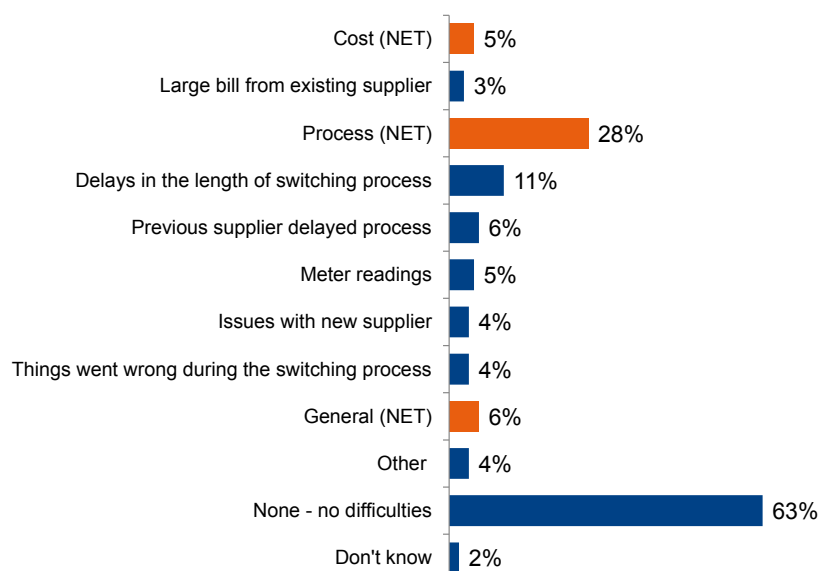 Cost (NET) 5%
Large bill from existing supplier 3%
Process (NET) 28%
Delays in the length of switching process 11%
Previous supplier delayed process 6%
Meter readings 5%
Issues with new supplier 4%
Things went wrong during the switching process 4%
General (NET) 6%
Other 4%
None - no difficulties 63%
Don't know 2%